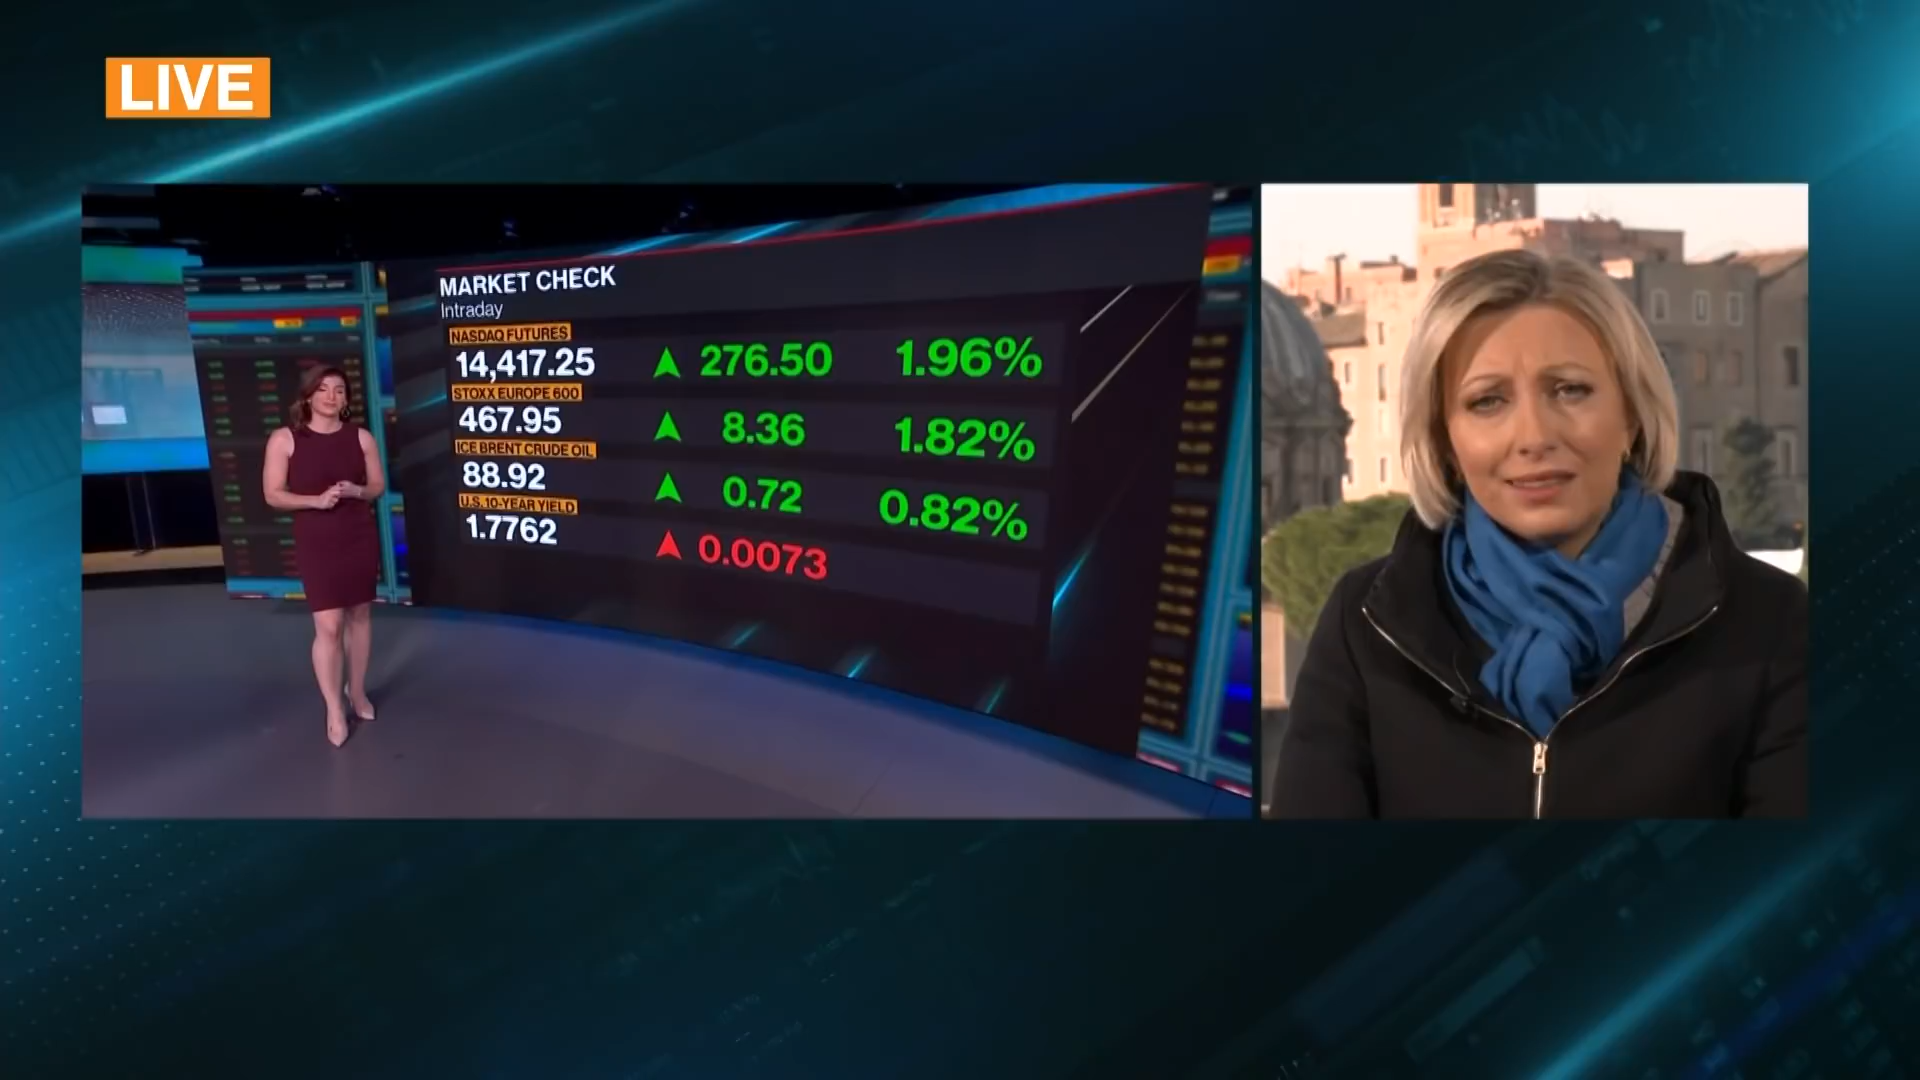 LIVE
MARKET CHECK
Intraday
NASDAQ FUTURES
14,417.25 276.50 1.96%
STOXX EUROPE 600
467.95 8.36 1.82%
ICE BRENT CRUDE OIL
88.92 0.72 0.82%
U.S. 10-YEAR YIELD
1.7762 0.0073